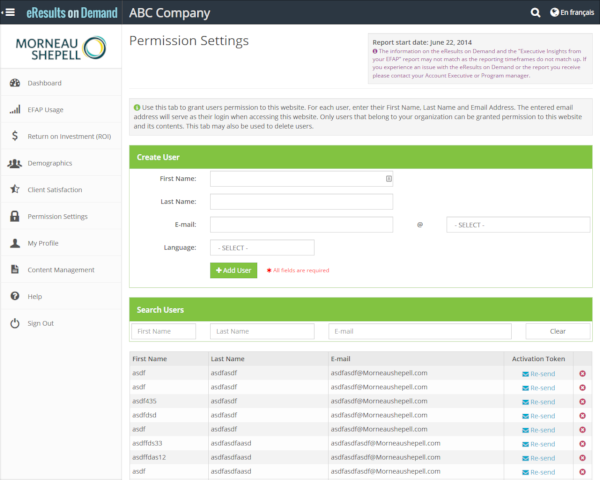 eResults on Demand
ABC Company
En français
MORNEAU
SHEPELL
Dashboard
EFAP Usage
Return on Investment (ROI)
Demographics
Client Satisfaction
Permission Settings
My Profile
Content Management
Help
Sign Out
Permission Settings
Report start date: June 22, 2014
The information on the eResults on Demand and the "Executive Insights from
your EFAP" report may not match as the reporting timeframes do not match up. If
you experience an issue with the eResults on Demand or the report you receive
please contact your Account Executive or Program manager.
Use this tab to grant users permission to this website. For each user, enter their First Name, Last Name and Email Address. The entered email
address will serve as their login when accessing this website. Only users that belong to your organization can be granted permission to this website
and its contents. This tab may also be used to delete users.
Create User
First Name:
Last Name:
E-mail:
@
- SELECT -
Language:
- SELECT -
Add User
All fields are required
Search Users
First Name
Last Name
E-mail
Clear
First Name Last Name E-mail Activation Token
asdf asdfasdf asdfasdf@Morneaushepell.com Re-send
asdf asdfasdf asdfasdf@Morneaushepell.com Re-send
asdf435 asdfasdf asdfasdf@Morneaushepell.com Re-send
asdfdsd asdfasdf asdfasdf@Morneaushepell.com Re-send
asdf asdfasdf asdfasdf@Morneaushepell.com Re-send
asdffds33 asdfasdfaasd asdfasdfasdf@Morneaushepell.com Re-send
asdffdas12 asdfasdfaasd asdfasdfasdf@Morneaushepell.com Re-send
asdf asdfasdfaasd asdfasdfasdf@Morneaushepell.com Re-send